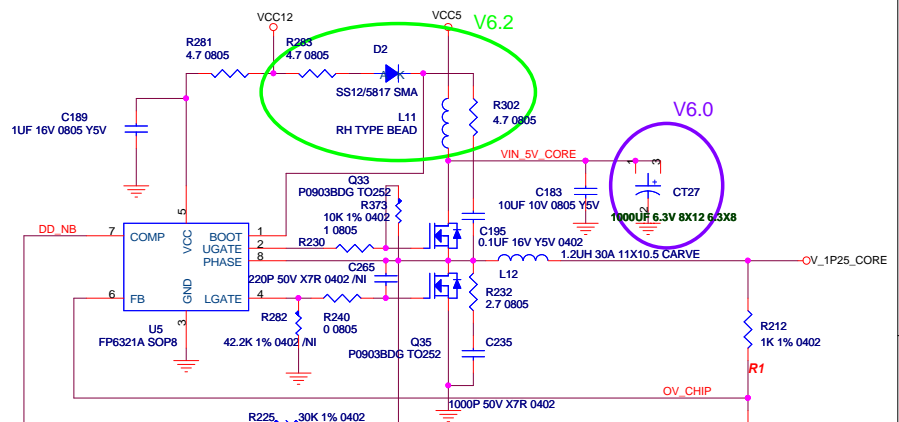 VCC12
VCC5
V6.2
R281
4.7 0805
R283
4.7 0805
D2
A K
SS12/5817 SMA
R302
4.7 0805
L11
RH TYPE BEAD
V6.0
C189
1UF 16V 0805 Y5V
VIN_5V_CORE
1
3
2
CT27
1000UF 6.3V 8X12 6.3X8
C183
10UF 10V 0805 Y5V
Q33
P0903BDG TO252
R373
10K 1% 0402
1 0805
C195
0.1UF 16V Y5V 0402
DD_NB
7
COMP
5
VCC
BOOT
1
UGATE
2
PHASE
8
R230
1.2UH 30A 11X10.5 CARVE
L12
V_1P25_CORE
C265
220P 50V X7R 0402 /NI
6
FB
GND
3
LGATE
4
R232
2.7 0805
R282
42.2K 1% 0402 /NI
R240
0 0805
U5
FP6321A SOP8
Q35
P0903BDG TO252
C235
1000P 50V X7R 0402
R212
1K 1% 0402
R1
OV_CHIP
R225
30K 1% 0402